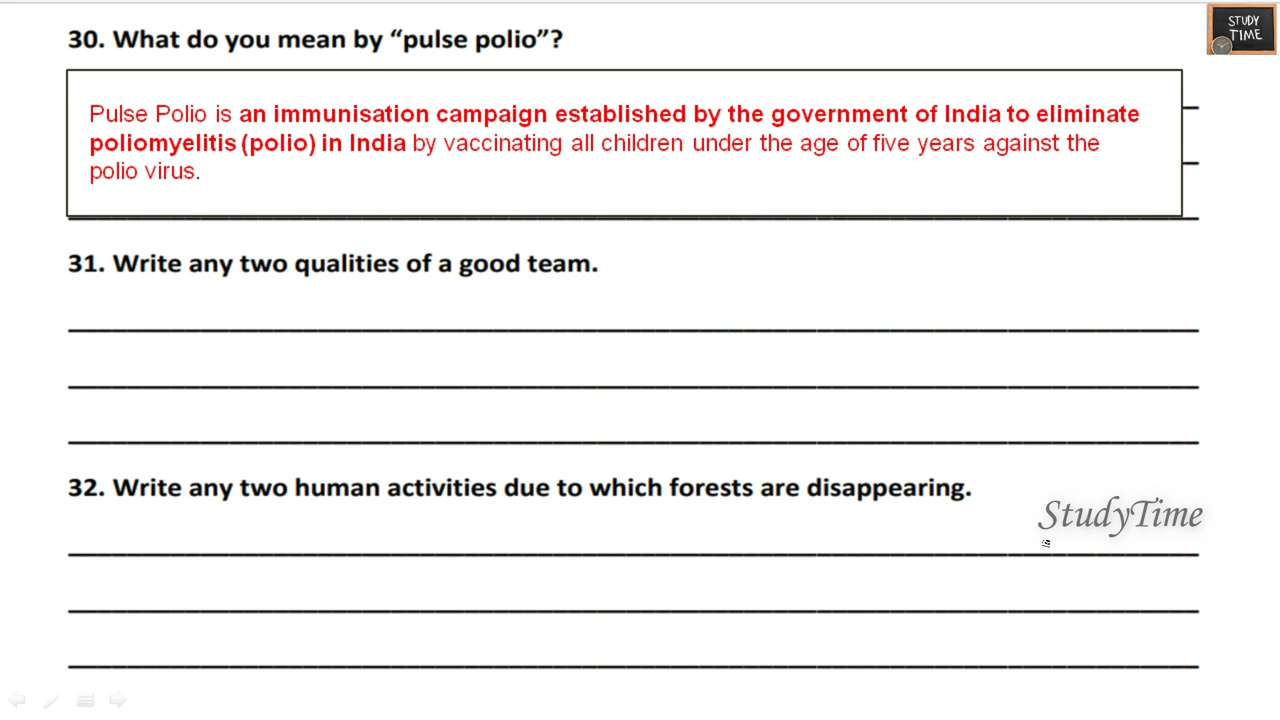 STUDY
TIME
30. What do you mean by “pulse polio”?
Pulse Polio is an immunisation campaign established by the government of India to eliminate
poliomyelitis (polio) in India by vaccinating all children under the age of five years against the
polio virus.
31. Write any two qualities of a good team.
32. Write any two human activities due to which forests are disappearing.
StudyTime